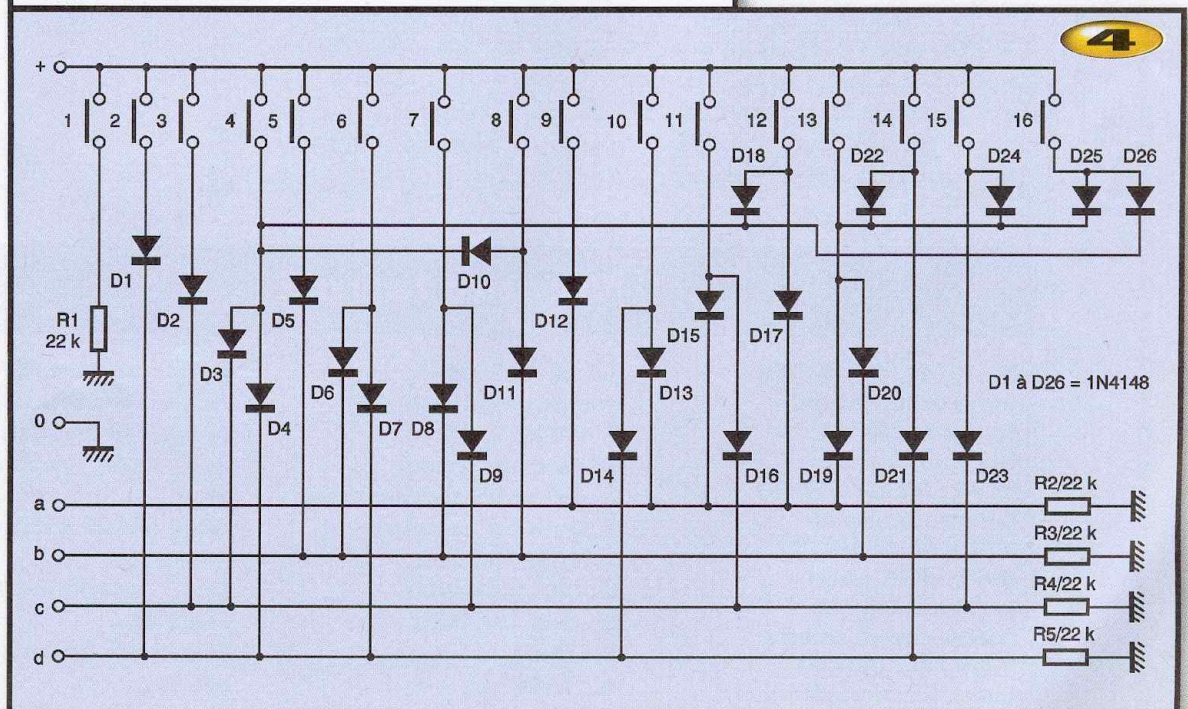 4
+
1 2 3 4 5 6 7 8 9 10 11 12 13 14 15 16
D18 D22 D24 D25 D26
D1 D10
D2 D5 D12 D15 D17
R1
22 k
D3 D6 D11 D13 D20
D1 à D26 = 1N4148
0
D4 D7 D8
D9 D14 D16 D19 D21 D23
R2/22 k
a
R3/22 k
b
R4/22 k
c
R5/22 k
d